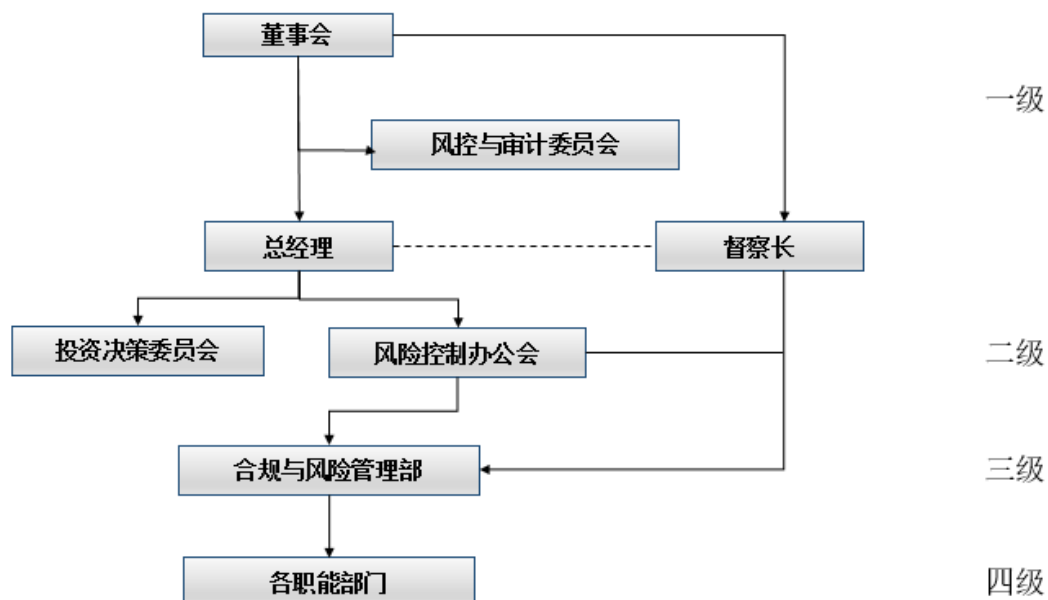 董事会
一级
风控与审计委员会
总经理
督察长
投资决策委员会
风险控制办公会
二级
合规与风险管理部
三级
各职能部门
四级